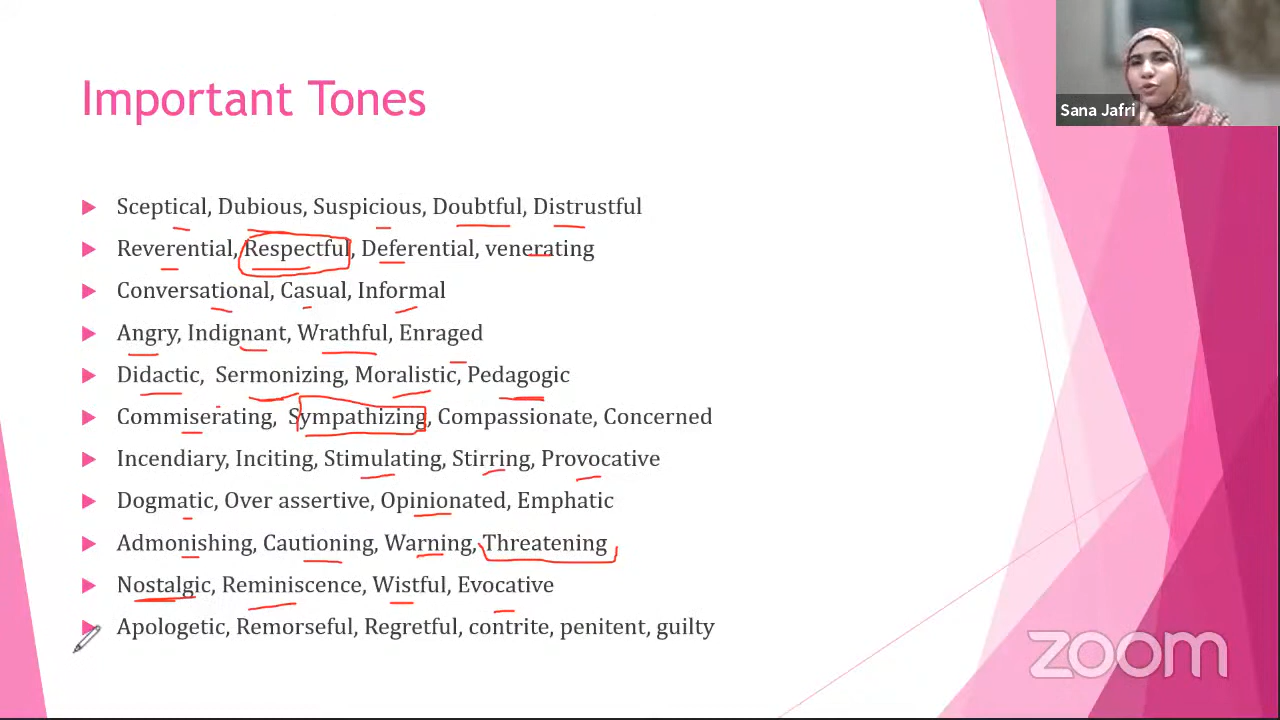 Important Tones
Sana Jafri
Sceptical, Dubious, Suspicious, Doubtful, Distrustful
Reverential, Respectful, Deferential, venerating
Conversational, Casual, Informal
Angry, Indignant, Wrathful, Enraged
Didactic, Sermonizing, Moralistic, Pedagogic
Commiserating, Sympathizing, Compassionate, Concerned
Incendiary, Inciting, Stimulating, Stirring, Provocative
Dogmatic, Over assertive, Opinionated, Emphatic
Admonishing, Cautioning, Warning, Threatening
Nostalgic, Reminiscence, Wistful, Evocative
Apologetic, Remorseful, Regretful, contrite, penitent, guilty
zoom